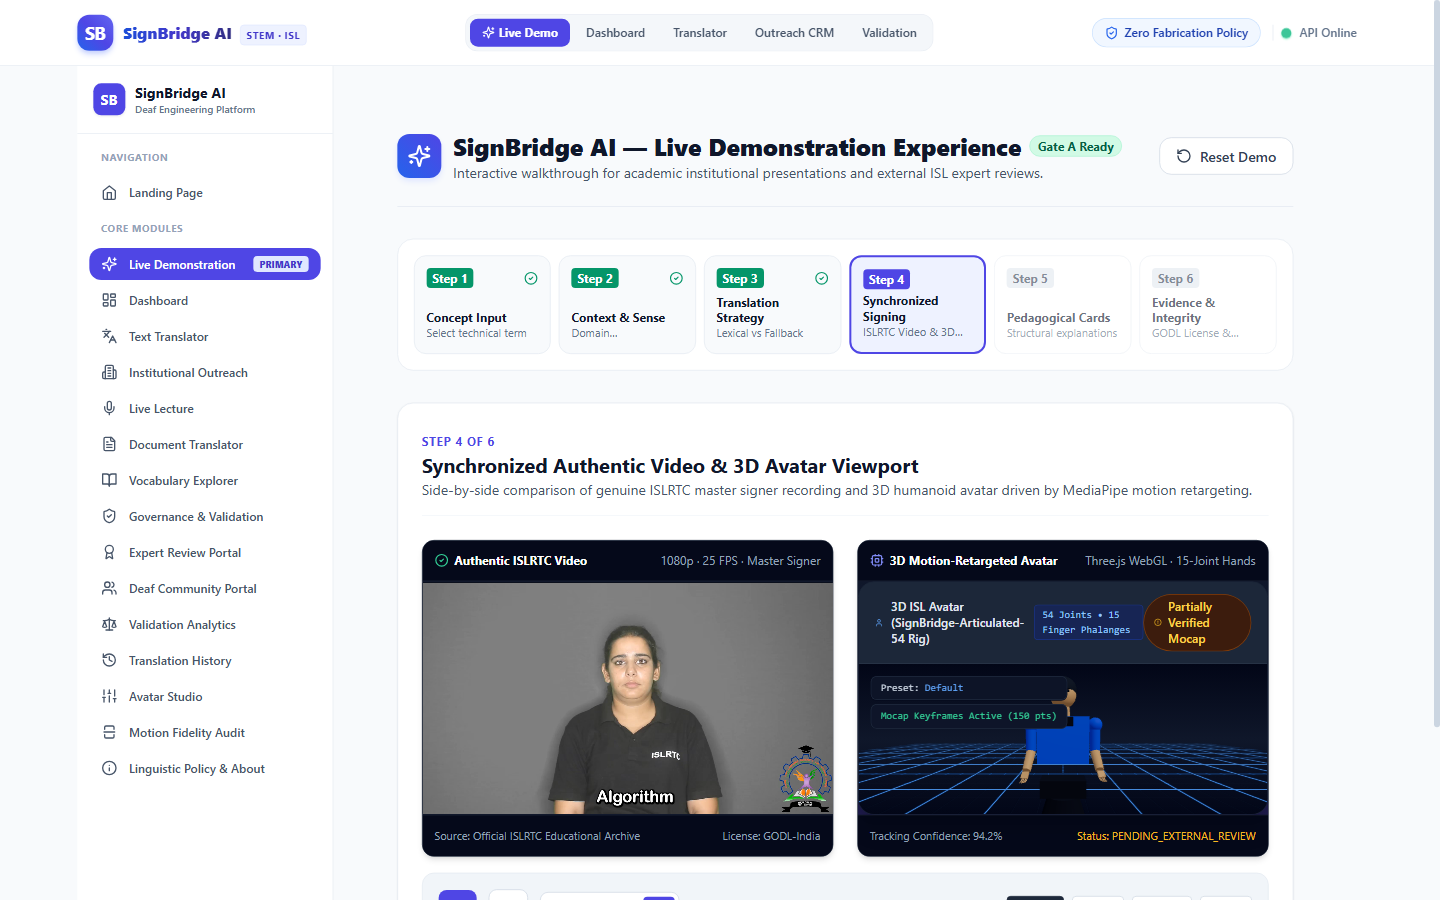 SB SignBridge AI STEM · ISL
Live Demo Dashboard Translator Outreach CRM Validation
Zero Fabrication Policy API Online
SB SignBridge AI
Deaf Engineering Platform
NAVIGATION
Landing Page
CORE MODULES
Live Demonstration PRIMARY
Dashboard
Text Translator
Institutional Outreach
Live Lecture
Document Translator
Vocabulary Explorer
Governance & Validation
Expert Review Portal
Deaf Community Portal
Validation Analytics
Translation History
Avatar Studio
Motion Fidelity Audit
Linguistic Policy & About
SignBridge AI — Live Demonstration Experience Gate A Ready
Interactive walkthrough for academic institutional presentations and external ISL expert reviews.
Reset Demo
Step 1
Concept Input
Select technical term
Step 2
Context & Sense
Domain...
Step 3
Translation
Strategy
Lexical vs Fallback
Step 4
Synchronized
Signing
ISLRTC Video & 3D...
Step 5
Pedagogical Cards
Structural explanations
Step 6
Evidence &
Integrity
GODL License &...
STEP 4 OF 6
Synchronized Authentic Video & 3D Avatar Viewport
Side-by-side comparison of genuine ISLRTC master signer recording and 3D humanoid avatar driven by MediaPipe motion retargeting.
Authentic ISLRTC Video 1080p · 25 FPS · Master Signer
ISLRTC
Algorithm
Source: Official ISLRTC Educational Archive License: GODL-India
3D Motion-Retargeted Avatar Three.js WebGL · 15-Joint Hands
3D ISL Avatar
(SignBridge-Articulated-
54 Rig)
54 Joints • 15
Finger Phalanges
Partially
Verified
Mocap
Preset: Default
Mocap Keyframes Active (150 pts)
Tracking Confidence: 94.2% Status: PENDING_EXTERNAL_REVIEW